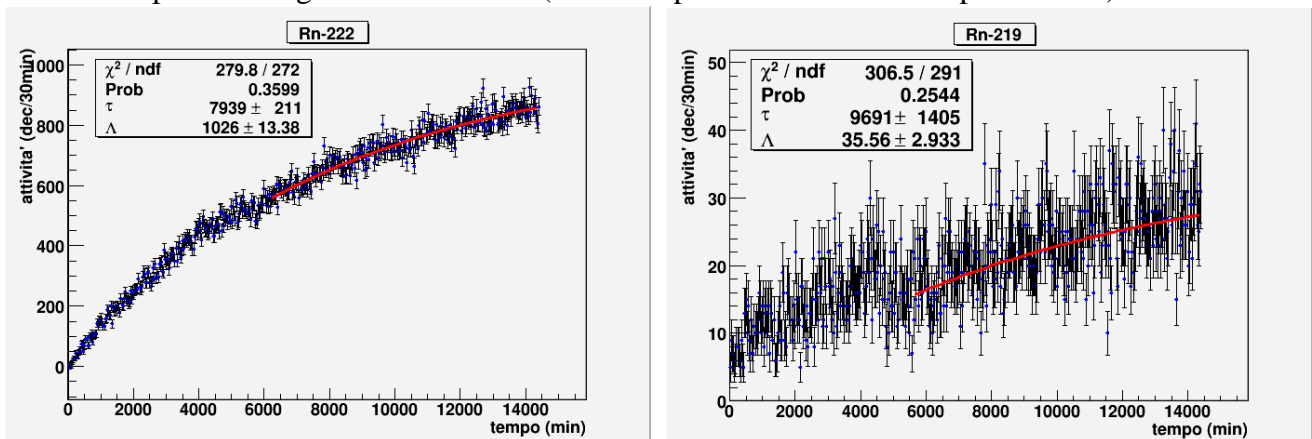 Rn-222
attivita' (dec/30min)
χ² / ndf 279.8 / 272
Prob 0.3599
τ 7939 ± 211
Λ 1026 ± 13.38
1000
800
600
400
200
0
0 2000 4000 6000 8000 10000 12000 14000
tempo (min)
Rn-219
attivita' (dec/30min)
χ² / ndf 306.5 / 291
Prob 0.2544
τ 9691 ± 1405
Λ 35.56 ± 2.933
50
40
30
20
10
0
0 2000 4000 6000 8000 10000 12000 14000
tempo (min)